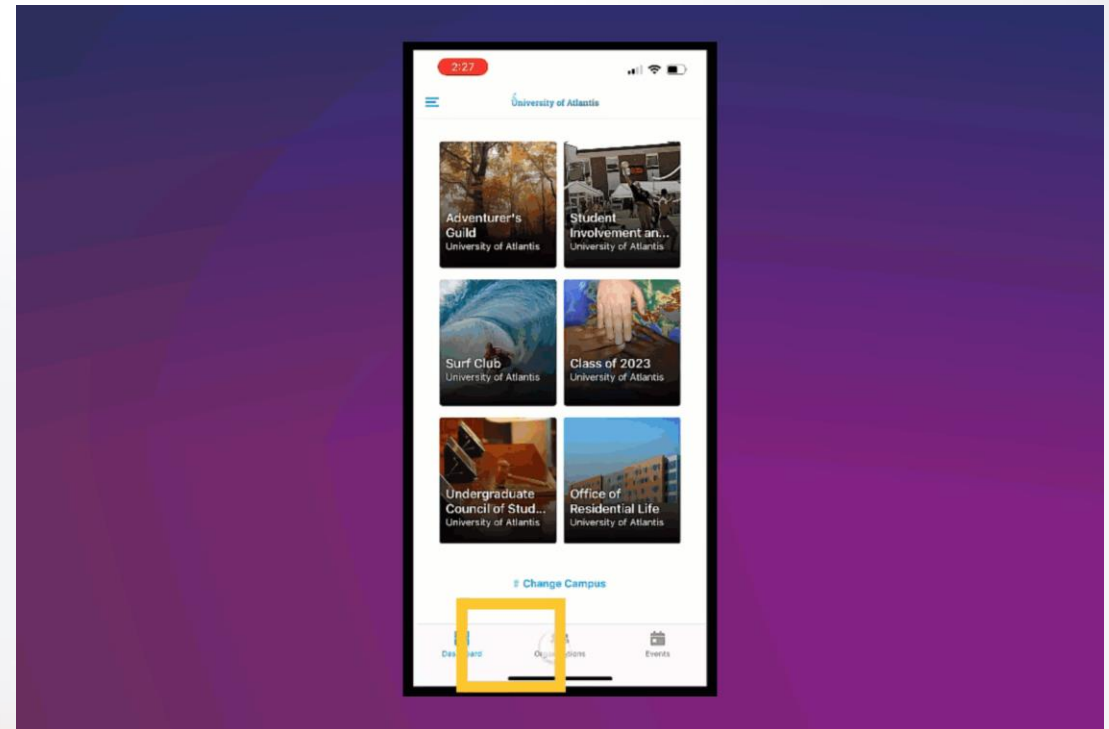 2:27
University of Atlantis
Adventurer's
Guild
University of Atlantis
Student
Involvement an...
University of Atlantis
Surf Club
University of Atlantis
Class of 2023
University of Atlantis
Undergraduate
Council of Stud...
University of Atlantis
Office of
Residential Life
University of Atlantis
Change Campus
Events